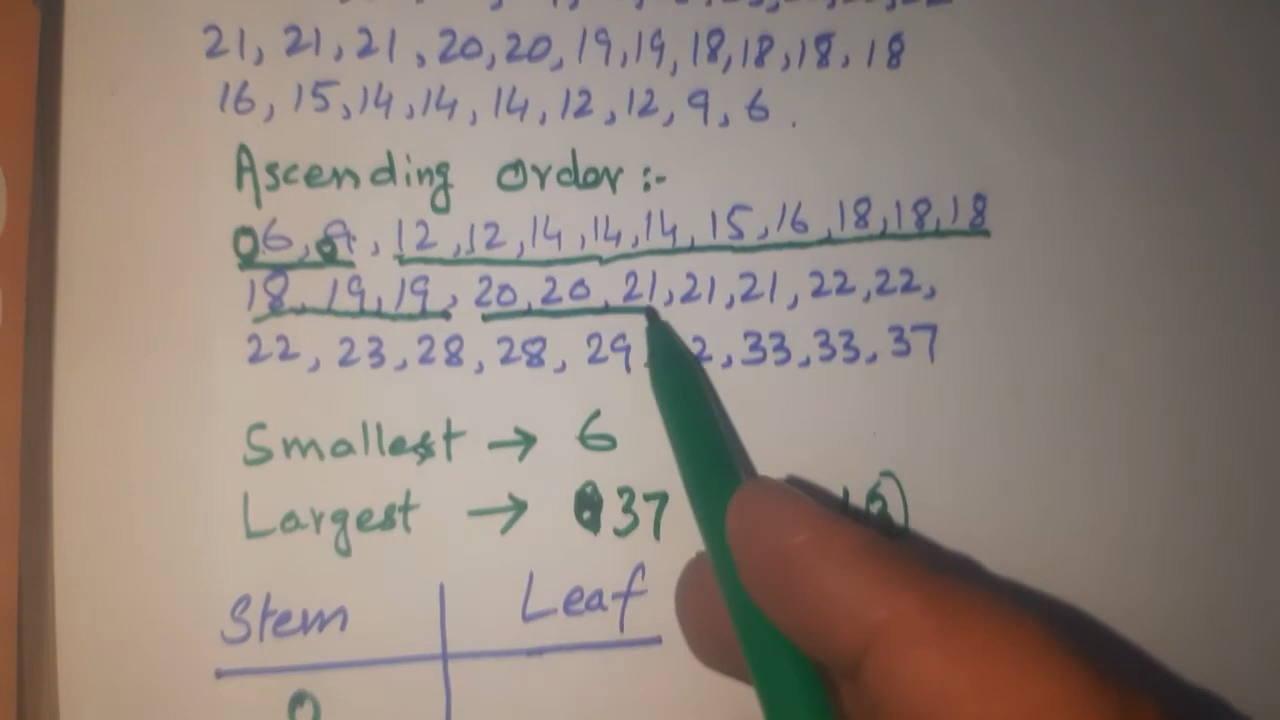 21, 21, 21, 20, 20, 19, 19, 18, 18, 18, 18
16, 15, 14, 14, 14, 12, 12, 9, 6.
Ascending Order :-
06, 09, 12, 12, 14, 14, 14, 15, 16, 18, 18, 18
18, 19, 19, 20, 20, 21, 21, 21, 22, 22,
22, 23, 28, 28, 29, 2, 33, 33, 37
Smallest → 6
Largest → 37
Stem Leaf
0